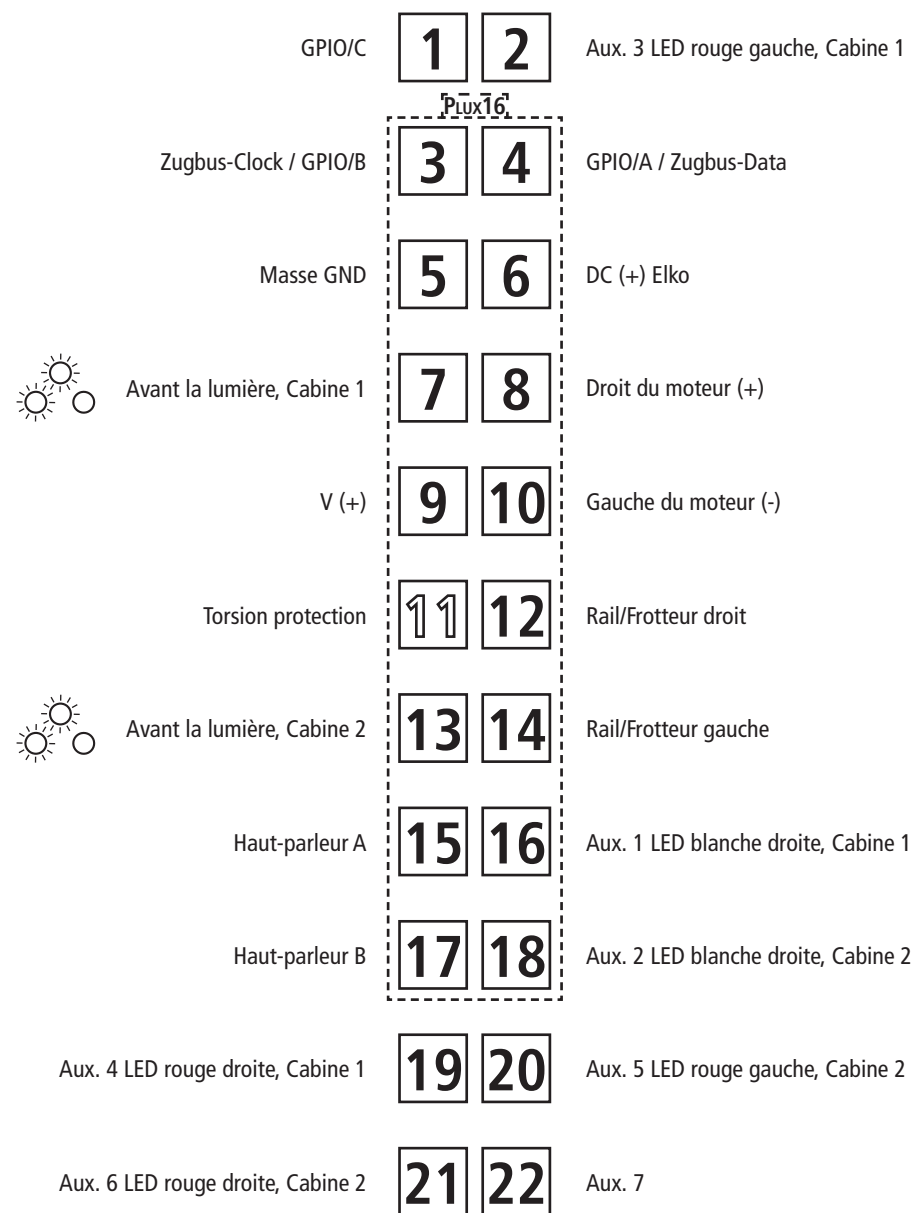 GPIO/C 1 2 Aux. 3 LED rouge gauche, Cabine 1
PLUX16
Zugbus-Clock / GPIO/B 3 4 GPIO/A / Zugbus-Data
Masse GND 5 6 DC (+) Elko
Avant la lumière, Cabine 1 7 8 Droit du moteur (+)
V (+) 9 10 Gauche du moteur (-)
Torsion protection 11 12 Rail/Frotteur droit
Avant la lumière, Cabine 2 13 14 Rail/Frotteur gauche
Haut-parleur A 15 16 Aux. 1 LED blanche droite, Cabine 1
Haut-parleur B 17 18 Aux. 2 LED blanche droite, Cabine 2
Aux. 4 LED rouge droite, Cabine 1 19 20 Aux. 5 LED rouge gauche, Cabine 2
Aux. 6 LED rouge droite, Cabine 2 21 22 Aux. 7